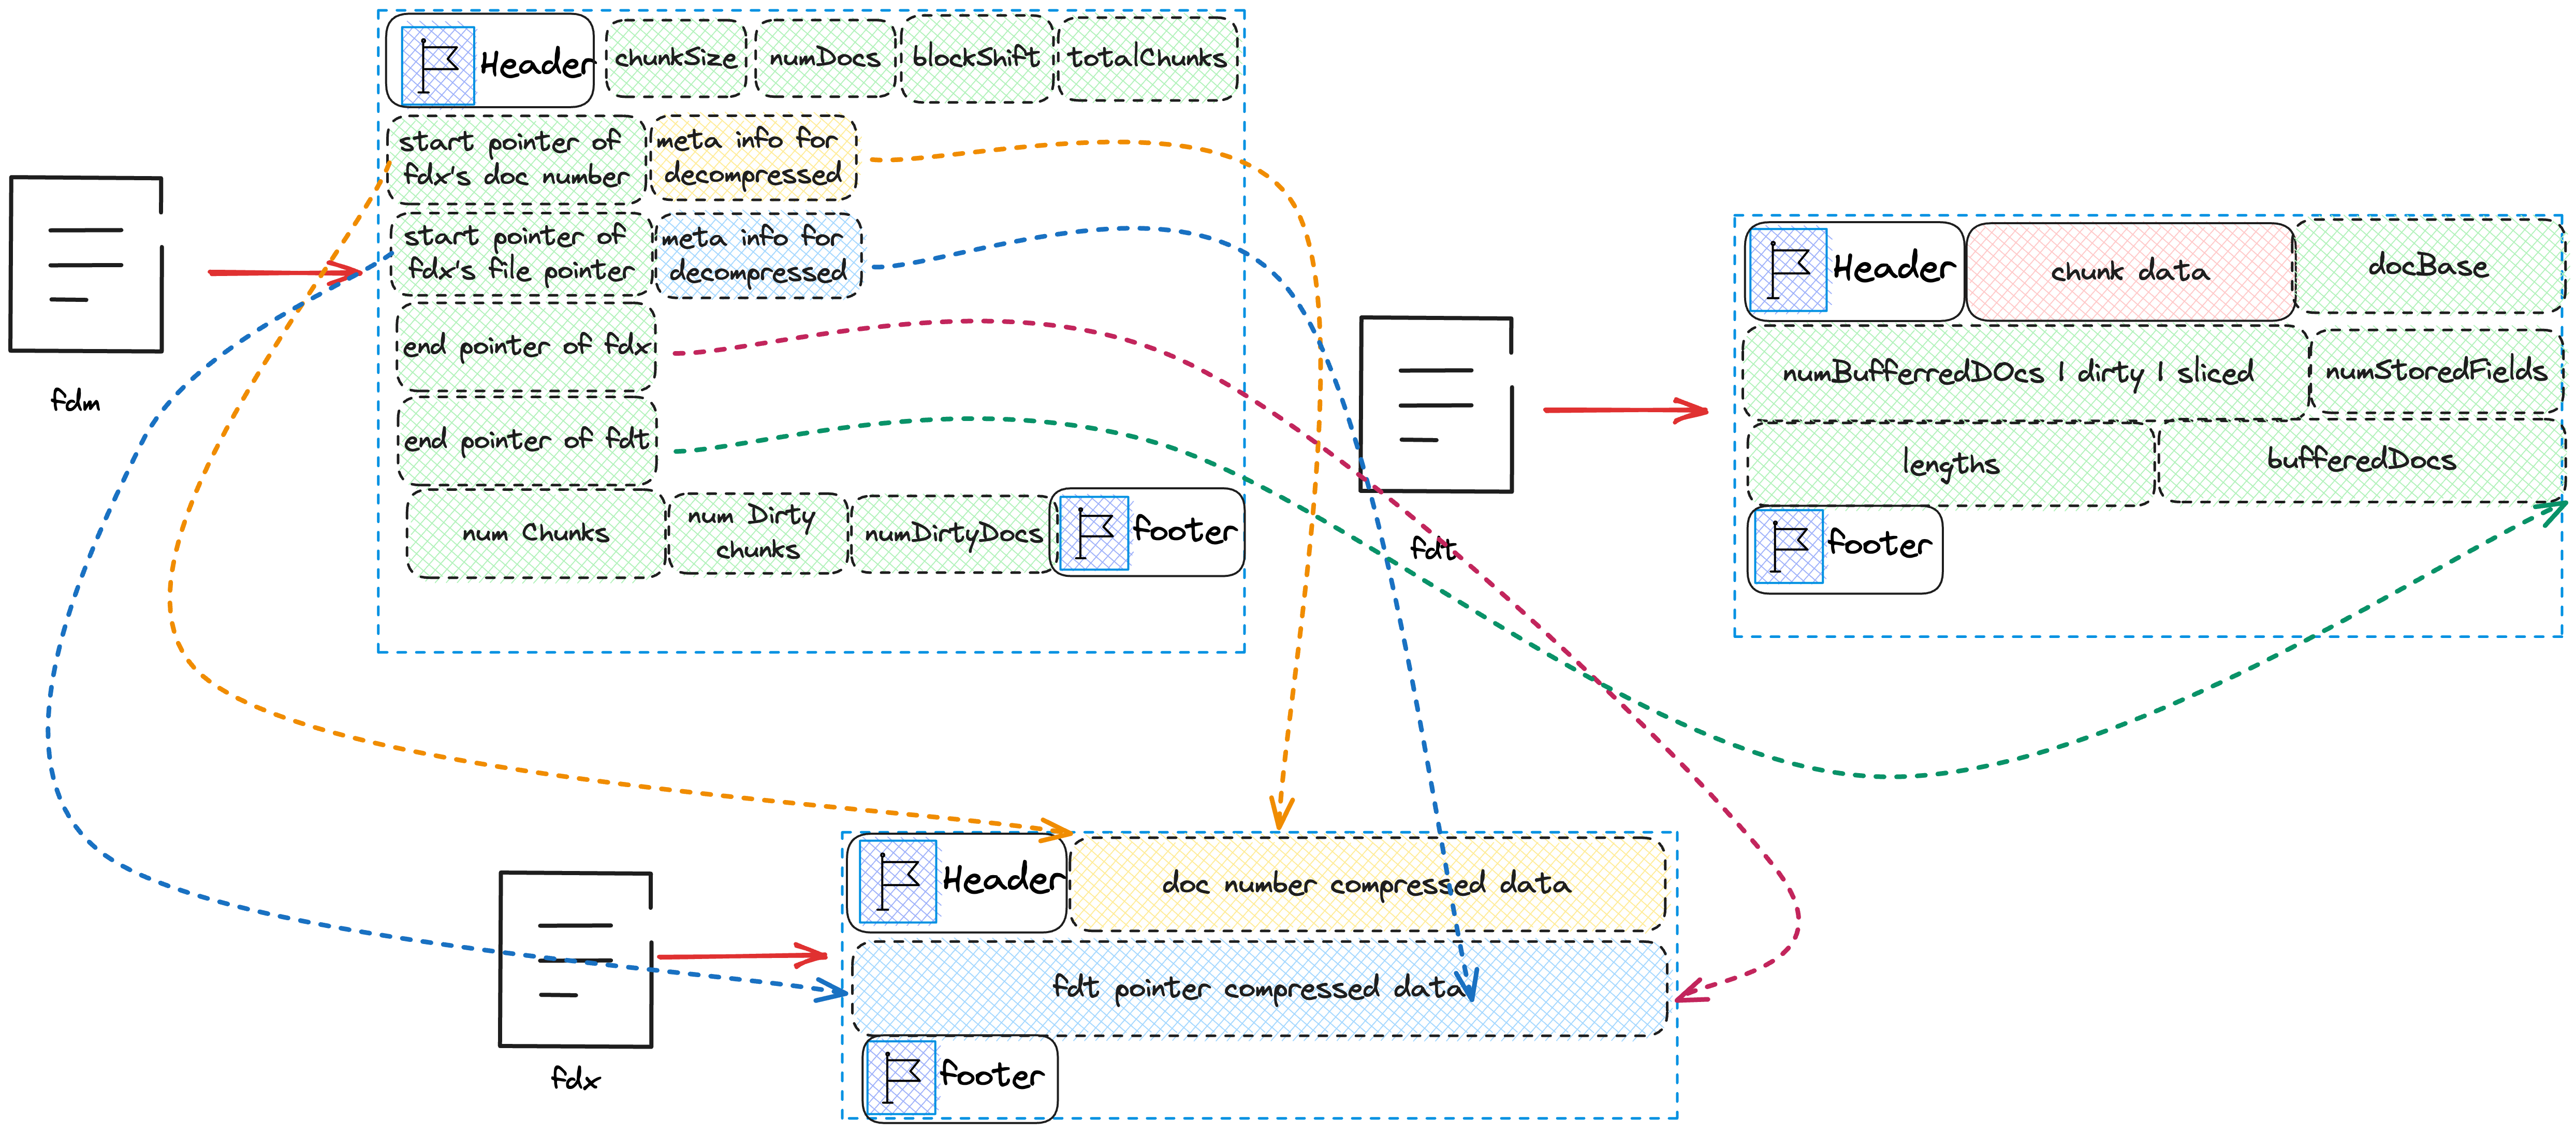 Header
chunkSize
numDocs
blockShift
totalChunks
start pointer of
fdx's doc number
meta info for
decompressed
start pointer of
fdx's file pointer
meta info for
decompressed
end pointer of fdx
end pointer of fdt
num Chunks
num Dirty
chunks
numDirtyDocs
footer
fdm
fdt
Header
chunk data
docBase
numBufferredDOcs | dirty | sliced
numStoredFields
lengths
bufferedDocs
footer
fdx
Header
doc number compressed data
fdt pointer compressed data
footer